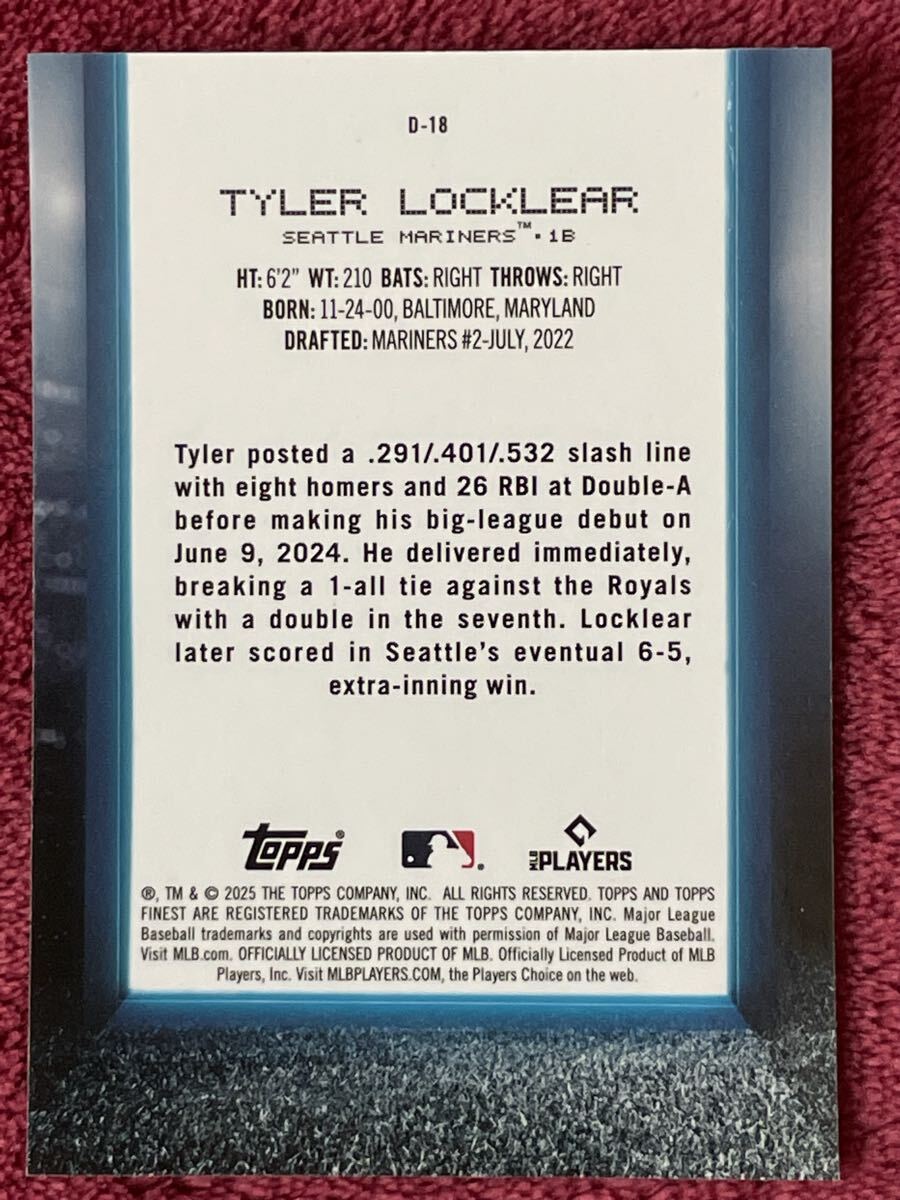 D-18
TYLER LOCKLEAR
SEATTLE MARINERS™ • 1B
HT: 6'2" WT: 210 BATS: RIGHT THROWS: RIGHT
BORN: 11-24-00, BALTIMORE, MARYLAND
DRAFTED: MARINERS #2-JULY, 2022
Tyler posted a .291/.401/.532 slash line
with eight homers and 26 RBI at Double-A
before making his big-league debut on
June 9, 2024. He delivered immediately,
breaking a 1-all tie against the Royals
with a double in the seventh. Locklear
later scored in Seattle's eventual 6-5,
extra-inning win.
Topps® ® MLB PLAYERS
®, TM & © 2025 THE TOPPS COMPANY, INC. ALL RIGHTS RESERVED. TOPPS AND TOPPS
FINEST ARE REGISTERED TRADEMARKS OF THE TOPPS COMPANY, INC. Major League
Baseball trademarks and copyrights are used with permission of Major League Baseball.
Visit MLB.com. OFFICIALLY LICENSED PRODUCT OF MLB. Officially Licensed Product of MLB
Players, Inc. Visit MLBPLAYERS.COM, the Players Choice on the web.